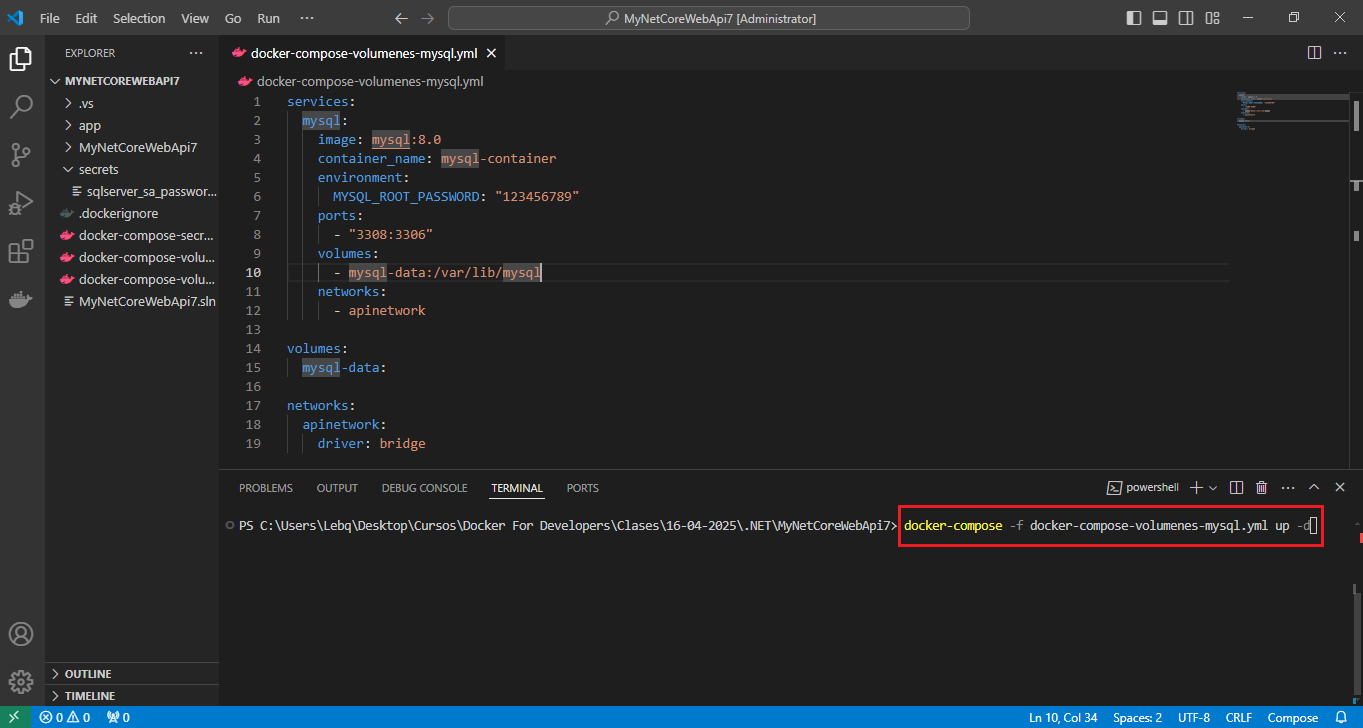 File Edit Selection View Go Run ···
MyNetCoreWebApi7 [Administrator]
EXPLORER ···
MYNETCOREWEBAPI7
.vs
app
MyNetCoreWebApi7
secrets
sqlserver_sa_passwor...
.dockerignore
docker-compose-secr...
docker-compose-volu...
docker-compose-volu...
MyNetCoreWebApi7.sln
OUTLINE
TIMELINE
docker-compose-volumenes-mysql.yml
docker-compose-volumenes-mysql.yml
1 services:
2   mysql:
3     image: mysql:8.0
4     container_name: mysql-container
5     environment:
6       MYSQL_ROOT_PASSWORD: "123456789"
7     ports:
8       - "3308:3306"
9     volumes:
10       - mysql-data:/var/lib/mysql
11     networks:
12       - apinetwork
13
14 volumes:
15   mysql-data:
16
17 networks:
18   apinetwork:
19     driver: bridge
PROBLEMS OUTPUT DEBUG CONSOLE TERMINAL PORTS
powershell
PS C:\Users\Lebq\Desktop\Cursos\Docker For Developers\Clases\16-04-2025\.NET\MyNetCoreWebApi7> docker-compose -f docker-compose-volumenes-mysql.yml up -d
0 0 0
Ln 10, Col 34 Spaces: 2 UTF-8 CRLF Compose